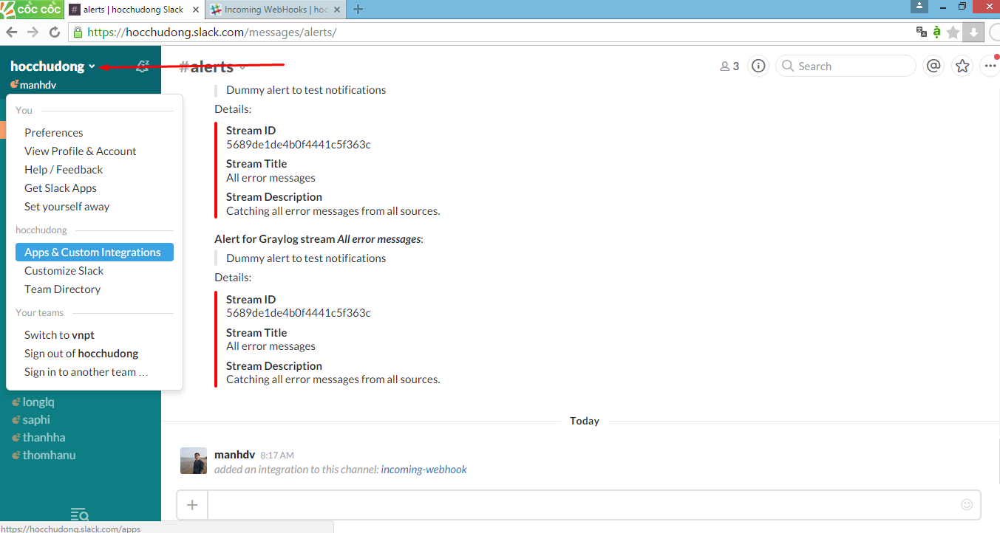 cốc cốc
alerts | hocchudong Slack
Incoming WebHooks | hoc
https://hocchudong.slack.com/messages/alerts/
hocchudong
manhdv
#alerts
3
Search
You
Preferences
View Profile & Account
Help / Feedback
Get Slack Apps
Set yourself away
hocchudong
Apps & Custom Integrations
Customize Slack
Team Directory
Your teams
Switch to vnpt
Sign out of hocchudong
Sign in to another team …
longlq
saphi
thanhha
thomhanu
Dummy alert to test notifications
Details:
Stream ID
5689de1de4b0f4441c5f363c
Stream Title
All error messages
Stream Description
Catching all error messages from all sources.
Alert for Graylog stream All error messages:
Dummy alert to test notifications
Details:
Stream ID
5689de1de4b0f4441c5f363c
Stream Title
All error messages
Stream Description
Catching all error messages from all sources.
Today
manhdv 8:17 AM
added an integration to this channel: incoming-webhook
https://hocchudong.slack.com/apps